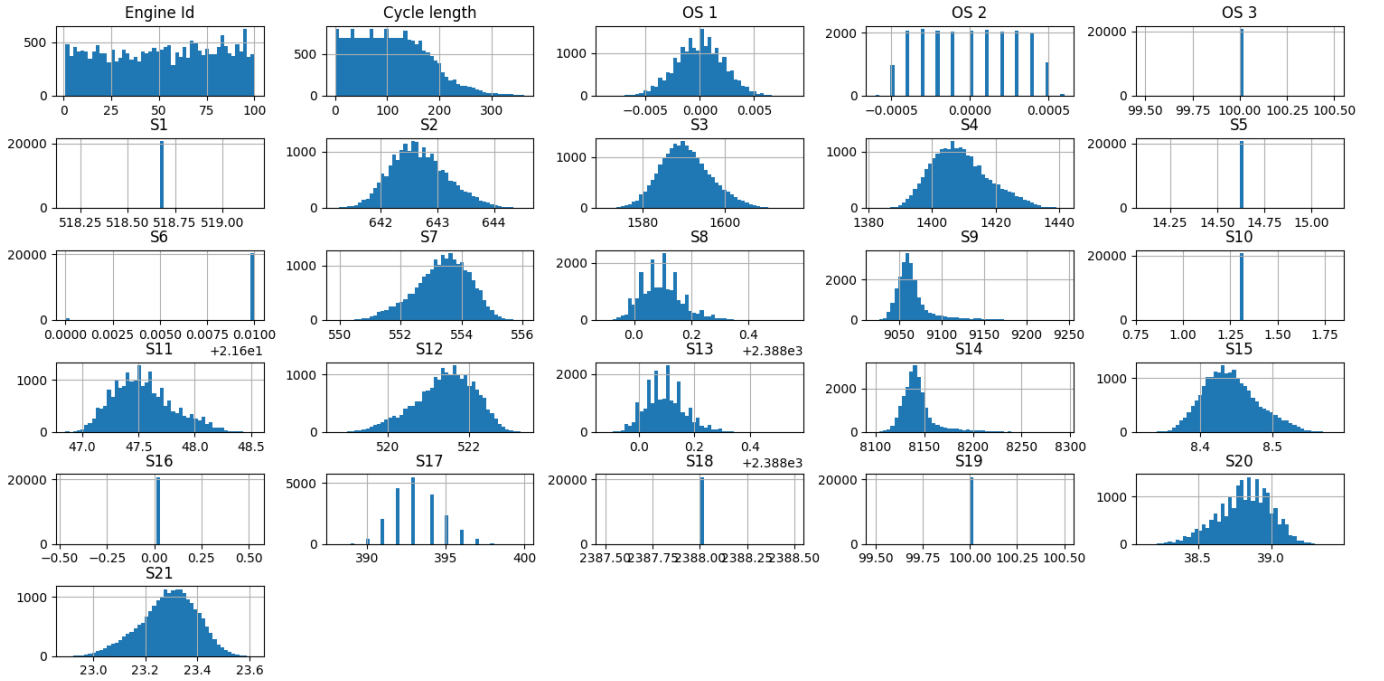 Engine Id Cycle length OS 1 OS 2 OS 3
500 500 1000 2000 20000
0 0 0 0 0
0 25 50 75 100 0 100 200 300 −0.005 0.000 0.005 −0.0005 0.0000 0.0005 99.50 99.75 100.00 100.25 100.50
S1 S2 S3 S4 S5
20000 1000 1000 1000 20000
0 0 0 0 0
518.25 518.50 518.75 519.00 642 643 644 1580 1600 1380 1400 1420 1440 14.25 14.50 14.75 15.00
S6 S7 S8 S9 S10
20000 1000 2000 2000 20000
0 0 0 0 0
0.0000 0.0025 0.0050 0.0075 0.0100 550 552 554 556 0.0 0.2 0.4 9050 9100 9150 9200 9250 0.75 1.00 1.25 1.50 1.75
+2.16e1 +2.388e3
S11 S12 S13 S14 S15
1000 1000 2000 2000 1000
0 0 0 0 0
47.0 47.5 48.0 48.5 520 522 0.0 0.2 0.4 8100 8150 8200 8250 8300 8.4 8.5
+2.388e3
S16 S17 S18 S19 S20
20000 5000 20000 20000 1000
0 0 0 0 0
−0.50 −0.25 0.00 0.25 0.50 390 395 400 2387.50 2387.75 2388.00 2388.25 2388.50 99.50 99.75 100.00 100.25 100.50 38.5 39.0
S21
1000
0
23.0 23.2 23.4 23.6